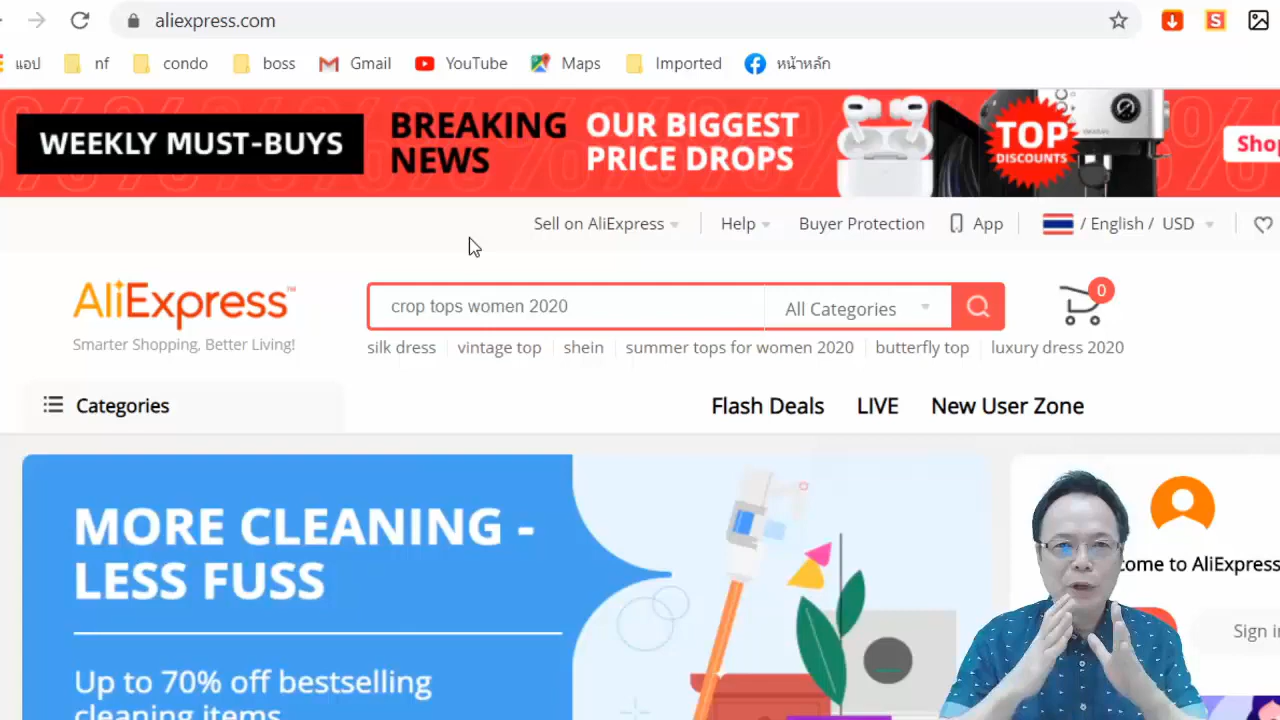 aliexpress.com
แอป nf condo boss Gmail YouTube Maps Imported หน้าหลัก
WEEKLY MUST-BUYS
BREAKING NEWS
OUR BIGGEST PRICE DROPS
TOP
DISCOUNTS
Sell on AliExpress Help Buyer Protection App / English / USD
AliExpress™
Smarter Shopping, Better Living!
crop tops women 2020 All Categories
0
silk dress vintage top shein summer tops for women 2020 butterfly top luxury dress 2020
Categories Flash Deals LIVE New User Zone
MORE CLEANING -
LESS FUSS
Up to 70% off bestselling
cleaning items
to AliExpress
Sign